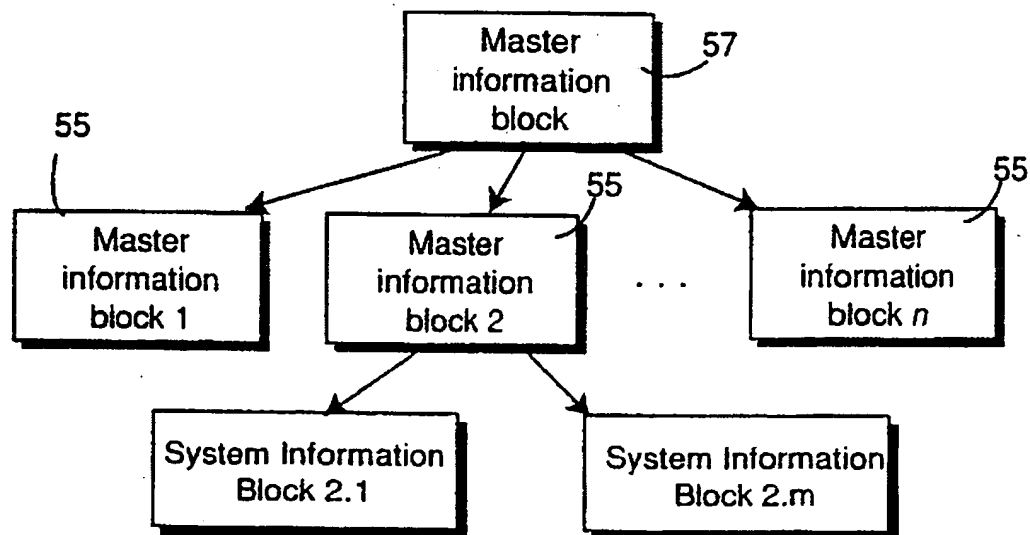 Master
information
block
57
55
Master
information
block 1
55
Master
information
block 2
. . .
55
Master
information
block n
System Information
Block 2.1
System Information
Block 2.m